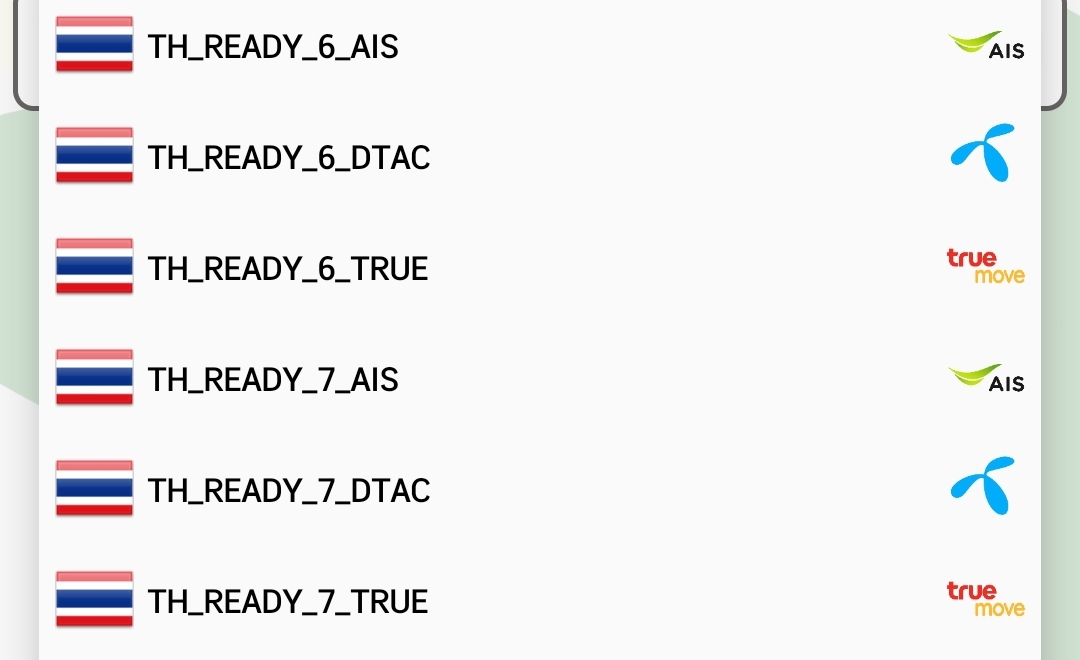 TH_READY_6_AIS
AIS
TH_READY_6_DTAC
TH_READY_6_TRUE
true
move
TH_READY_7_AIS
AIS
TH_READY_7_DTAC
TH_READY_7_TRUE
true
move